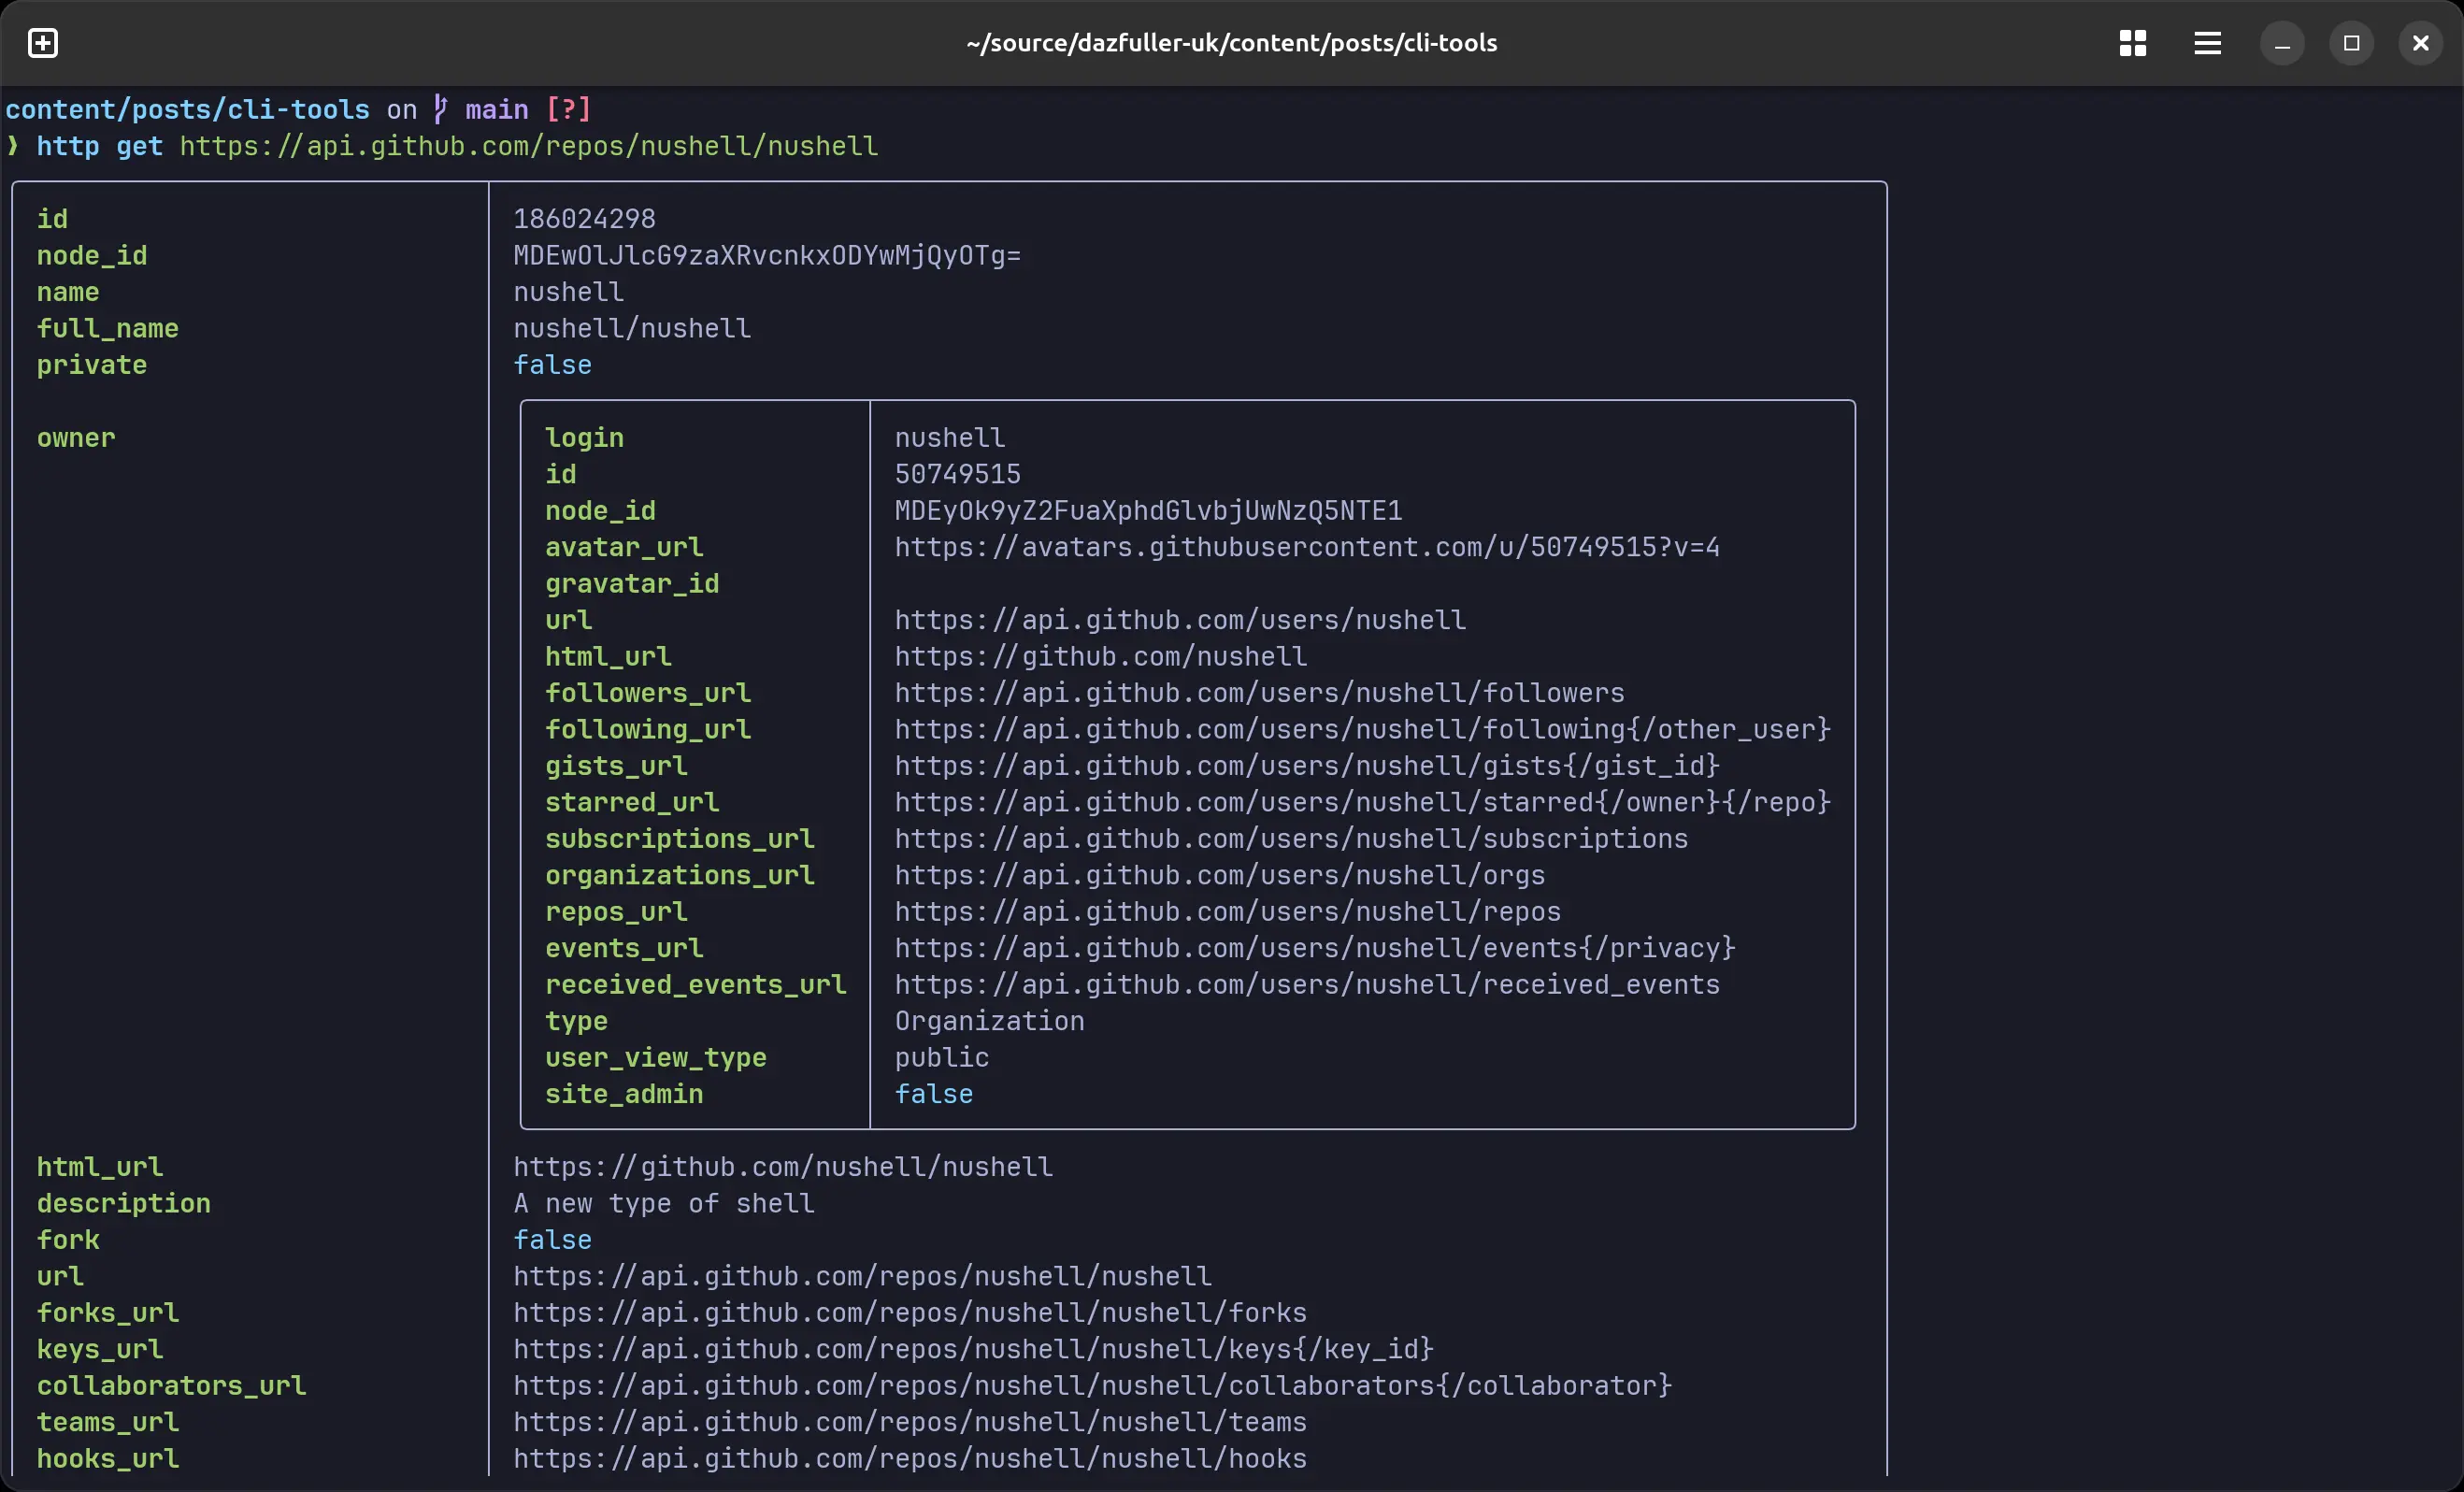 ~/source/dazfuller-uk/content/posts/cli-tools
content/posts/cli-tools on main [?]
❯ http get https://api.github.com/repos/nushell/nushell
id 186024298
node_id MDEwOlJlcG9zaXRvcnkxODYwMjQyOTg=
name nushell
full_name nushell/nushell
private false
owner login nushell
id 50749515
node_id MDEyOk9yZ2FuaXphdGlvbjUwNzQ5NTE1
avatar_url https://avatars.githubusercontent.com/u/50749515?v=4
gravatar_id
url https://api.github.com/users/nushell
html_url https://github.com/nushell
followers_url https://api.github.com/users/nushell/followers
following_url https://api.github.com/users/nushell/following{/other_user}
gists_url https://api.github.com/users/nushell/gists{/gist_id}
starred_url https://api.github.com/users/nushell/starred{/owner}{/repo}
subscriptions_url https://api.github.com/users/nushell/subscriptions
organizations_url https://api.github.com/users/nushell/orgs
repos_url https://api.github.com/users/nushell/repos
events_url https://api.github.com/users/nushell/events{/privacy}
received_events_url https://api.github.com/users/nushell/received_events
type Organization
user_view_type public
site_admin false
html_url https://github.com/nushell/nushell
description A new type of shell
fork false
url https://api.github.com/repos/nushell/nushell
forks_url https://api.github.com/repos/nushell/nushell/forks
keys_url https://api.github.com/repos/nushell/nushell/keys{/key_id}
collaborators_url https://api.github.com/repos/nushell/nushell/collaborators{/collaborator}
teams_url https://api.github.com/repos/nushell/nushell/teams
hooks_url https://api.github.com/repos/nushell/nushell/hooks